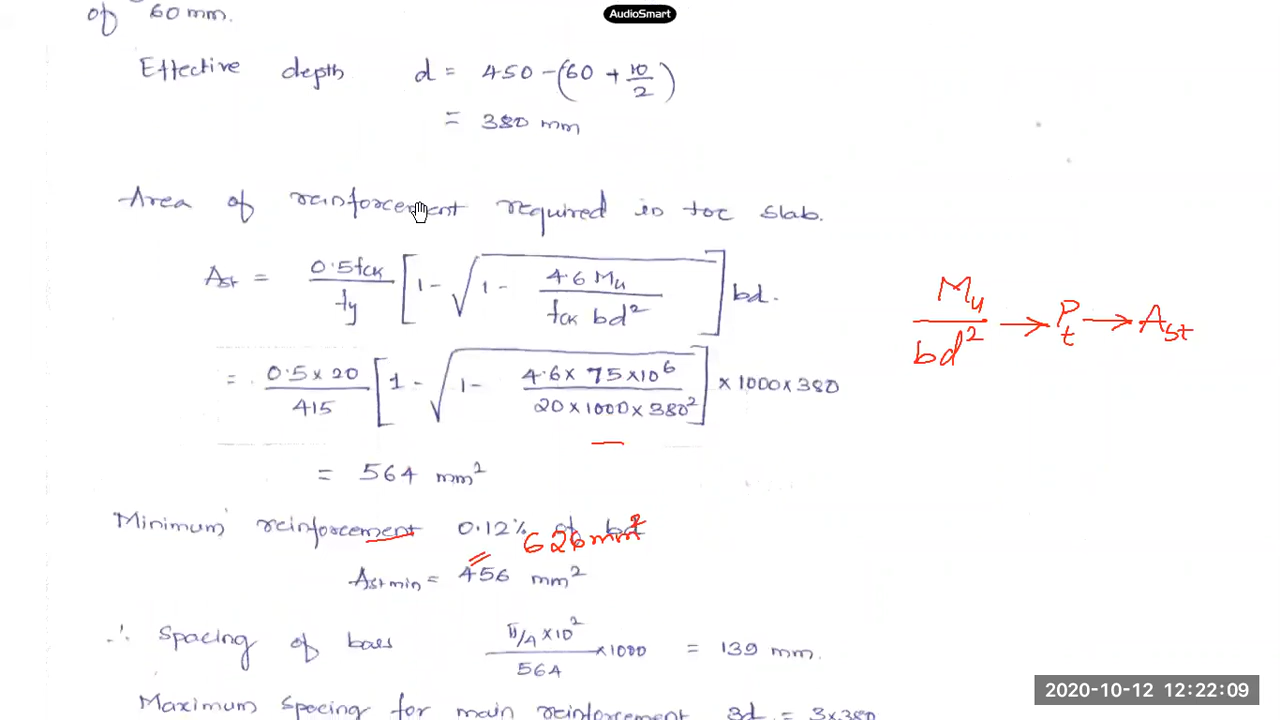 AudioSmart
of 60 mm.
Effective depth d = 450 - (60 + 10/2)
= 380 mm
Area of reinforcement required in toe slab.
Ast = 0.5fck/fy [1 - √(1 - 4.6 Mu/fck bd²)] bd.
= 0.5 x 20/415 [1 - √(1 - 4.6 x 75 x 10⁶/20 x 1000 x 380²)] x 1000 x 380
Mu/bd² → Pt → Ast
= 564 mm²
Minimum reinforcement 0.12% of bd
626 mm²
Ast min = 456 mm²
∴ Spacing of bars π/4 x 10²/564 x 1000 = 139 mm.
Maximum spacing for main reinforcement 3d = 3 x 380
2020-10-12 12:22:09